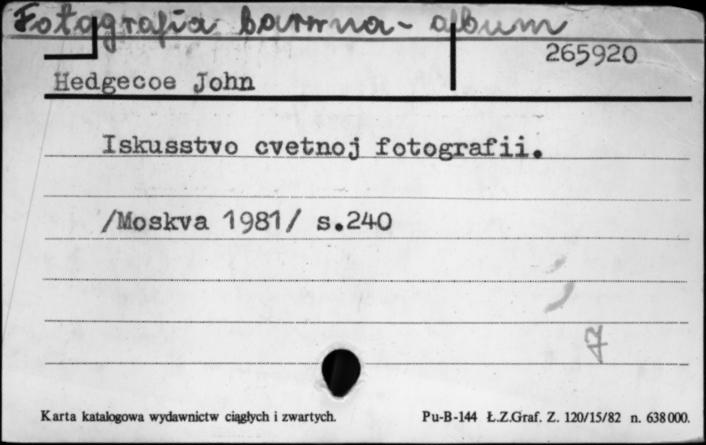 Fotografia barwna - album
265920
Hedgecoe John
Iskusstvo cvetnoj fotografii.
/Moskva 1981/ s.240
7
Karta katalogowa wydawnictw ciągłych i zwartych. Pu-B-144 Ł.Z.Graf. Z. 120/15/82 n. 638000.